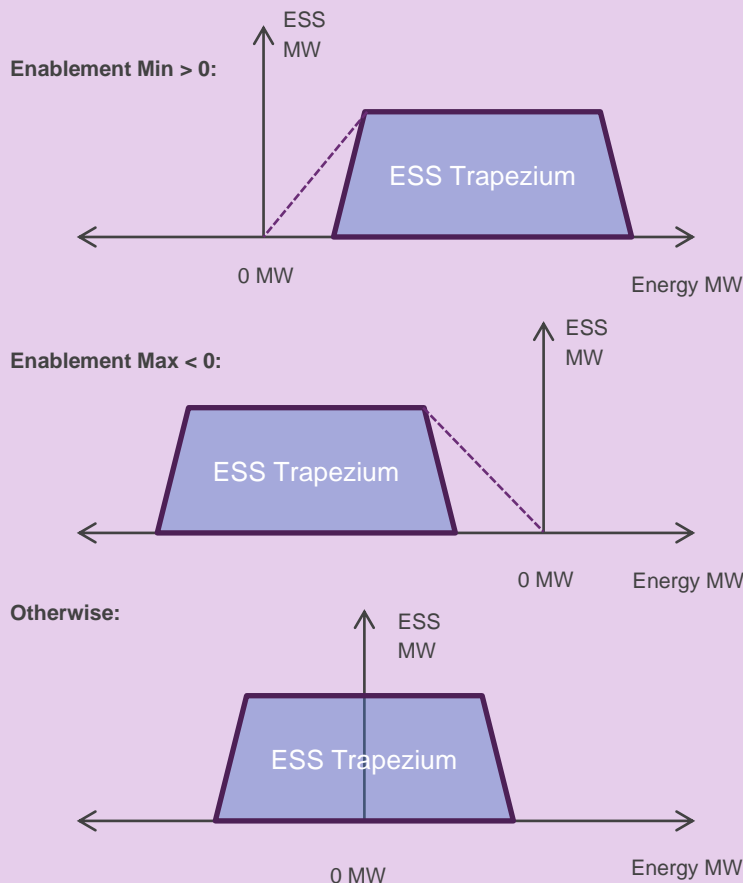 ESS
MW
Enablement Min > 0:
ESS Trapezium
0 MW
Energy MW
ESS
MW
Enablement Max < 0:
ESS Trapezium
0 MW
Energy MW
Otherwise:
ESS
MW
ESS Trapezium
0 MW
Energy MW